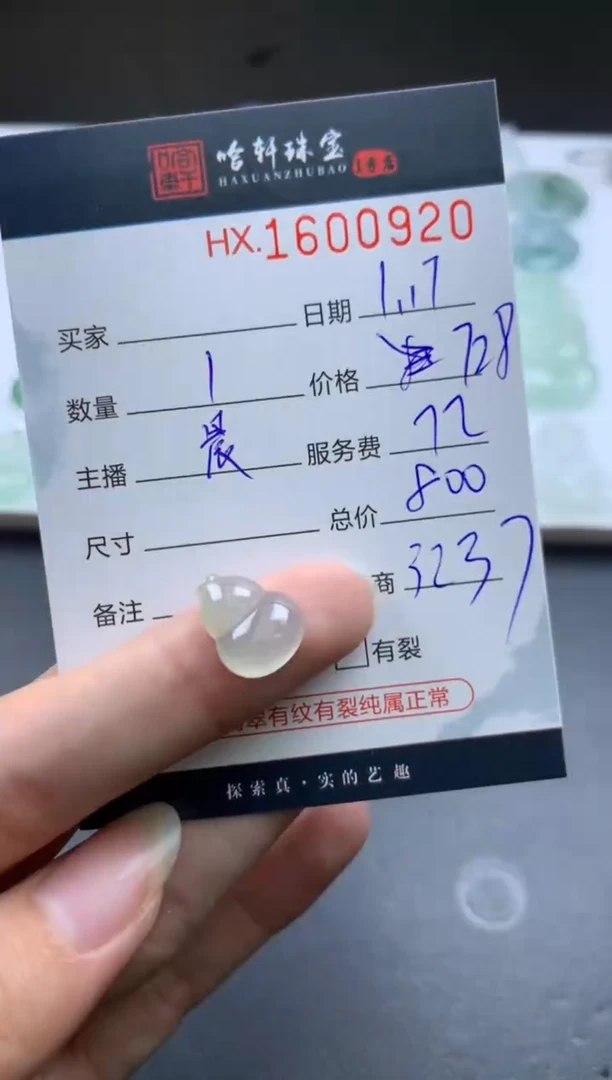 哈轩珠宝
HAXUANZHUBAO
HX.1600920
买家 日期 1.17
数量 1 价格 728
主播 晨 服务费 72
尺寸 总价 800
备注 商 3237
有裂
翡翠有纹有裂纯属正常
探索真·实的艺趣